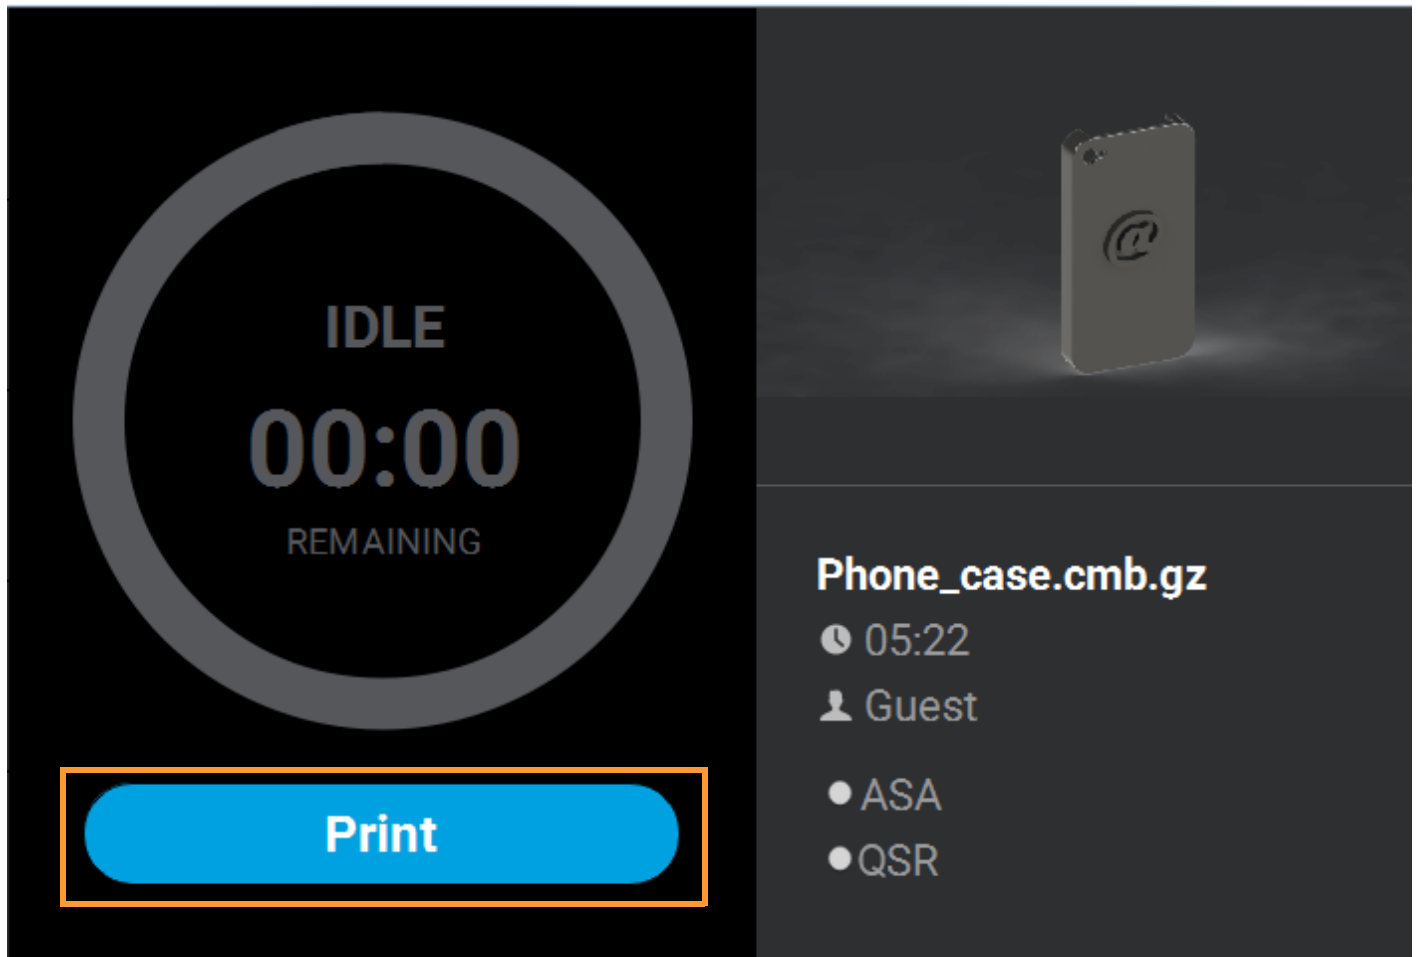 IDLE
00:00
REMAINING
Print
@
Phone_case.cmb.gz
05:22
Guest
ASA
QSR